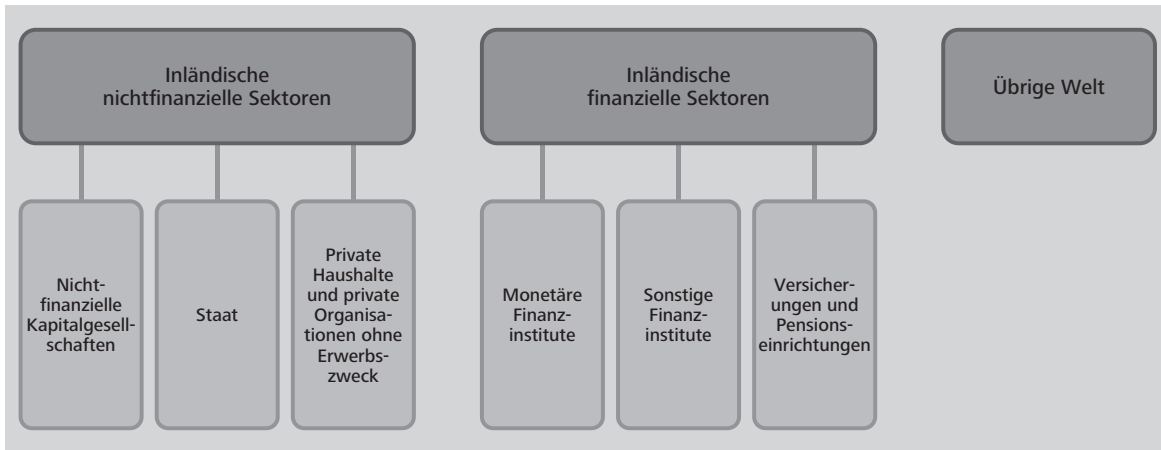 Inländische
nichtfinanzielle Sektoren
Inländische
finanzielle Sektoren
Übrige Welt
Nicht-
finanzielle
Kapitalgesell-
schaften
Staat
Private
Haushalte
und private
Organisa-
tionen ohne
Erwerbs-
zweck
Monetäre
Finanz-
institute
Sonstige
Finanz-
institute
Versicher-
ungen und
Pensions-
einrichtungen